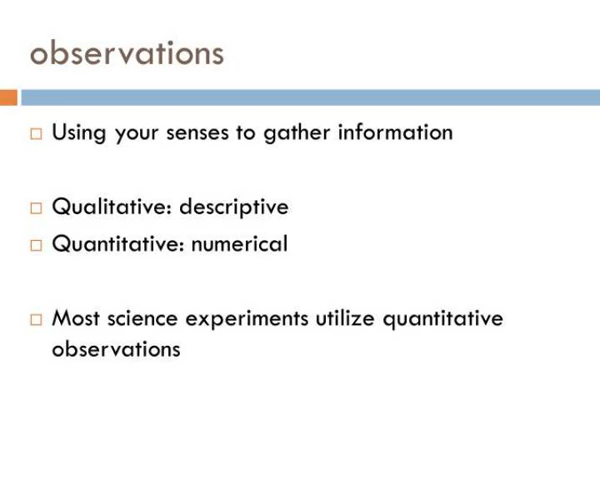 observations
Using your senses to gather information
Qualitative: descriptive
Quantitative: numerical
Most science experiments utilize quantitative
observations